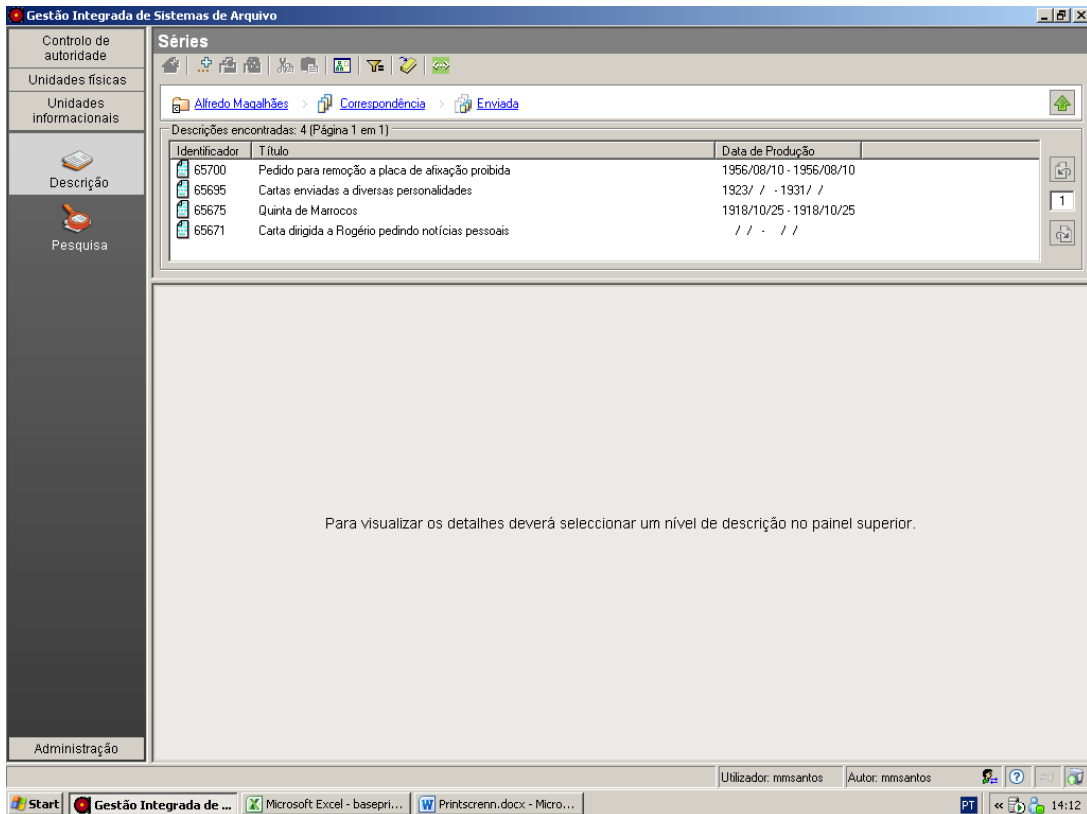 Gestão Integrada de Sistemas de Arquivo
Controlo de
autoridade
Unidades físicas
Unidades
informacionais
Descrição
Pesquisa
Administração
Séries
Alfredo Magalhães > Correspondência > Enviada
Descrições encontradas: 4 (Página 1 em 1)
Identificador Título Data de Produção
65700 Pedido para remoção a placa de afixação proibida 1956/08/10 - 1956/08/10
65695 Cartas enviadas a diversas personalidades 1923/ / - 1931/ /
65675 Quinta de Marrocos 1918/10/25 - 1918/10/25
65671 Carta dirigida a Rogério pedindo notícias pessoais / / - / /
1
Para visualizar os detalhes deverá seleccionar um nível de descrição no painel superior.
Utilizador: mmsantos Autor: mmsantos
Start Gestão Integrada de ... Microsoft Excel - basepri... Printscrenn.docx - Micro... PT « 14:12